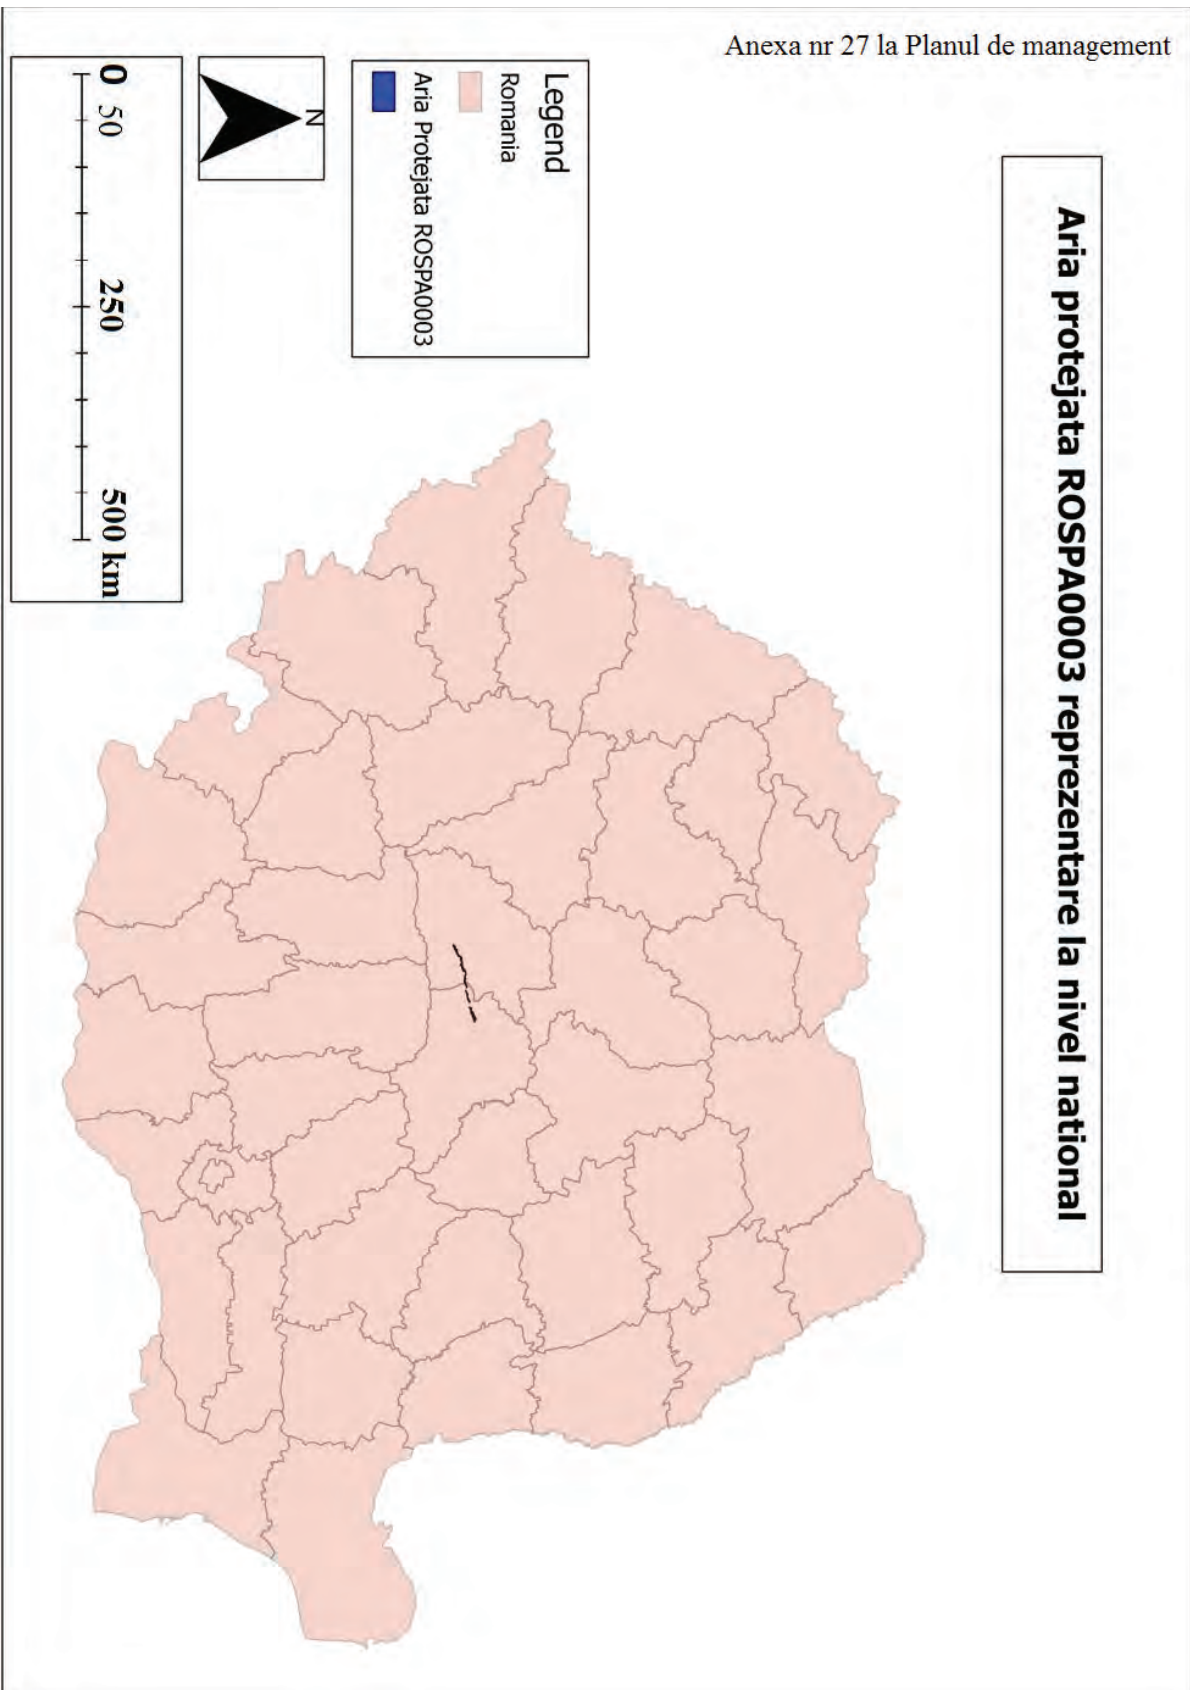 Anexa nr 27 la Planul de management
Aria protejata ROSPA0003 reprezentare la nivel national
Legend
Romania
Aria Protejata ROSPA0003
N
0 50 250 500 km